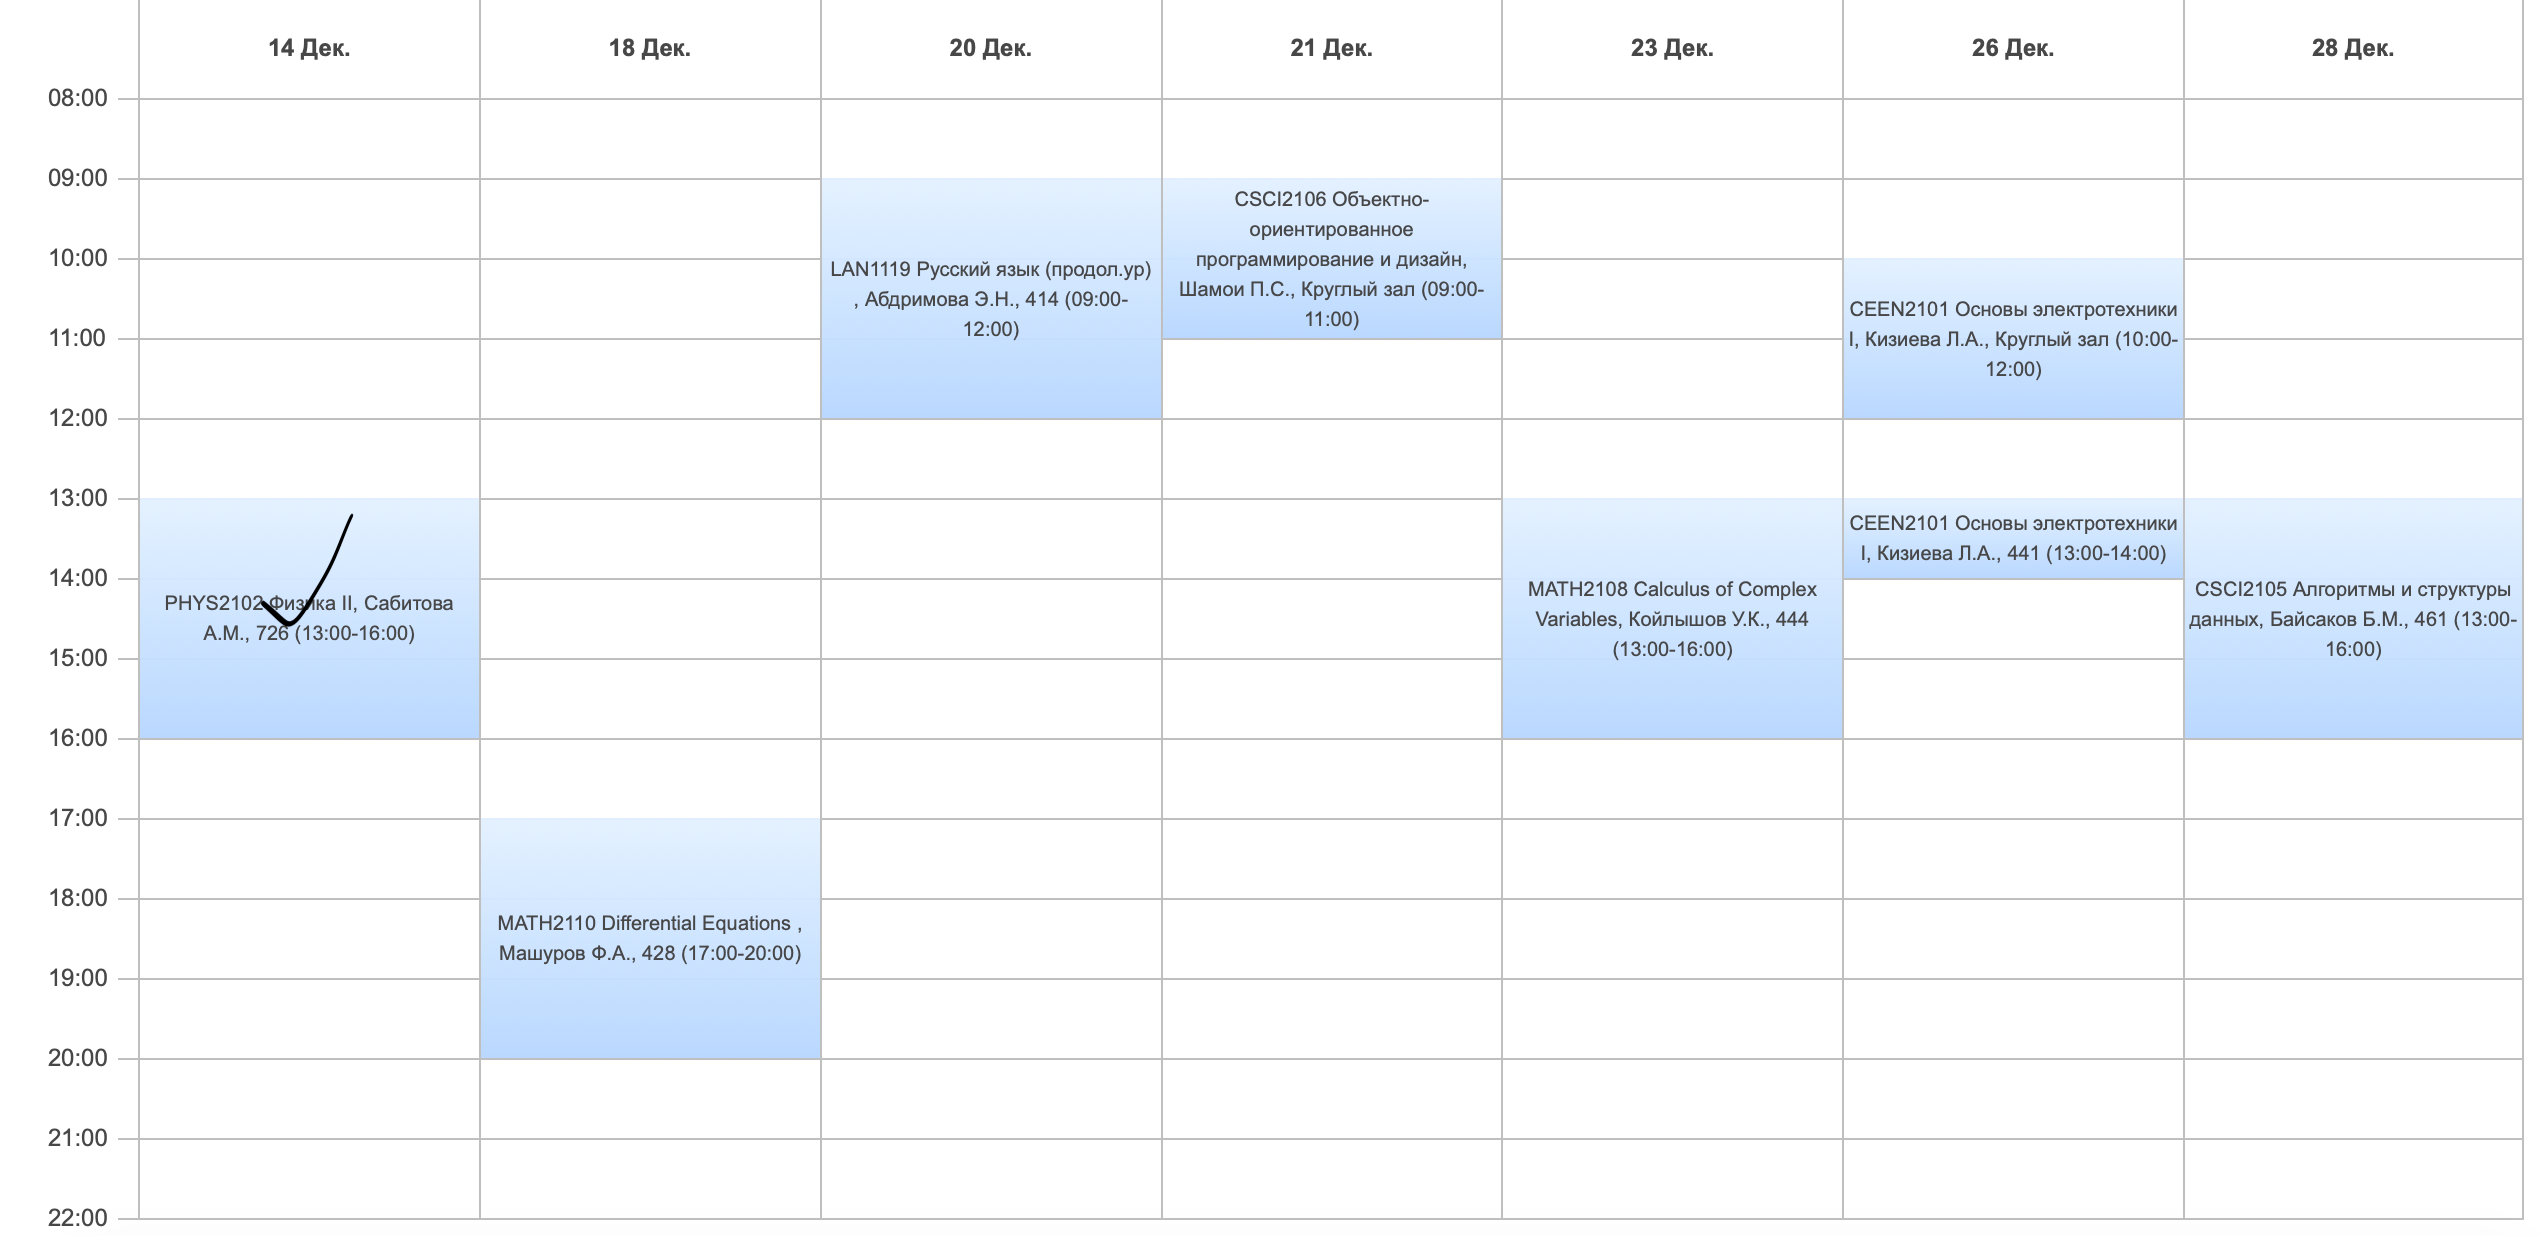 14 Дек.
18 Дек.
20 Дек.
21 Дек.
23 Дек.
26 Дек.
28 Дек.
08:00
09:00
10:00
11:00
12:00
13:00
14:00
15:00
16:00
17:00
18:00
19:00
20:00
21:00
22:00
PHYS2102 Физика II, Сабитова
А.М., 726 (13:00-16:00)
MATH2110 Differential Equations ,
Машуров Ф.А., 428 (17:00-20:00)
LAN1119 Русский язык (продол.ур)
, Абдримова Э.Н., 414 (09:00-
12:00)
CSCI2106 Объектно-
ориентированное
программирование и дизайн,
Шамои П.С., Круглый зал (09:00-
11:00)
MATH2108 Calculus of Complex
Variables, Койлышов У.К., 444
(13:00-16:00)
CEEN2101 Основы электротехники
I, Кизиева Л.А., Круглый зал (10:00-
12:00)
CEEN2101 Основы электротехники
I, Кизиева Л.А., 441 (13:00-14:00)
CSCI2105 Алгоритмы и структуры
данных, Байсаков Б.М., 461 (13:00-
16:00)